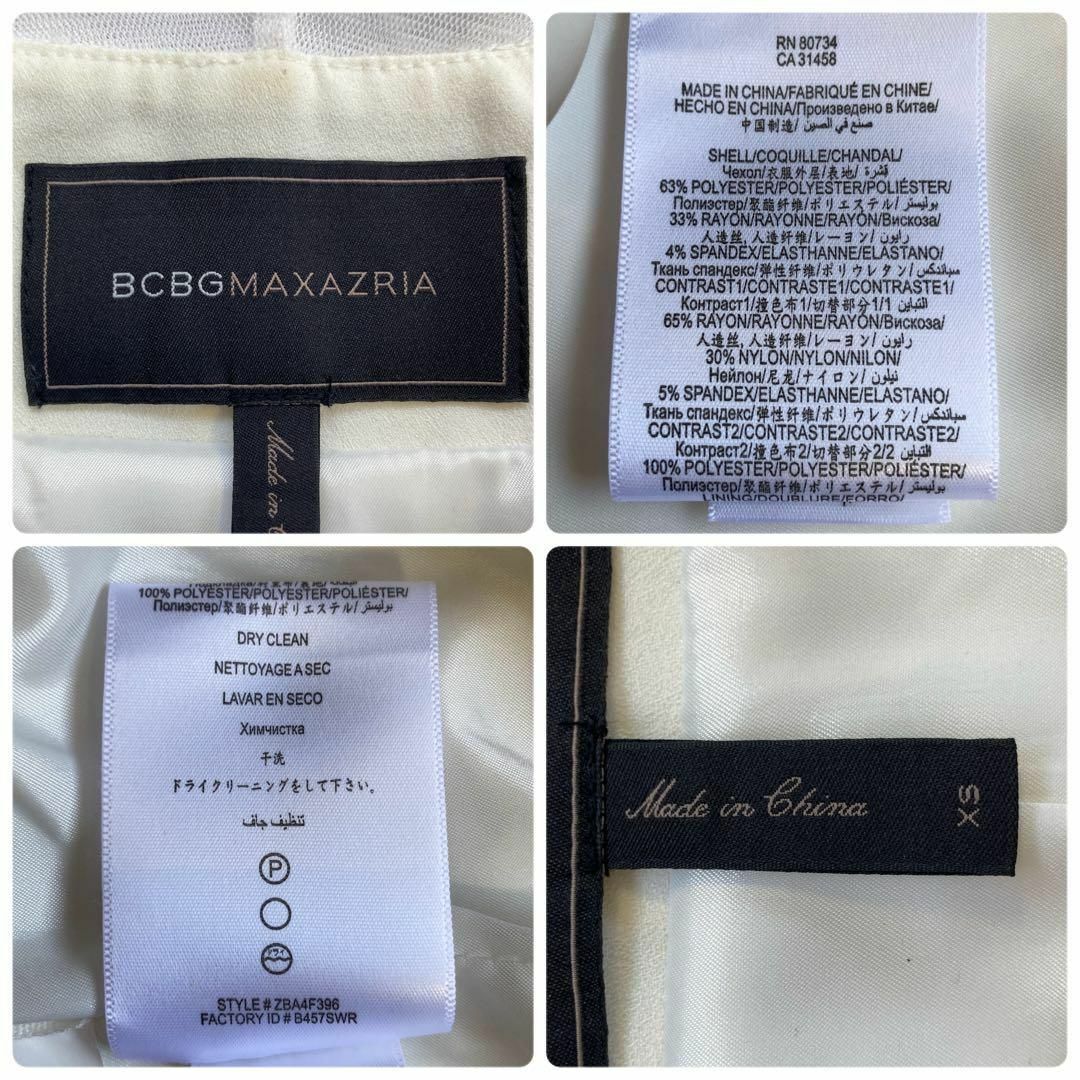 BCBGMAXAZRIA
Made in
RN 80734
CA 31458
MADE IN CHINA/FABRIQUÉ EN CHINE/
HECHO EN CHINA/Произведено в Китае/
中国制造/ صنع في الصين
SHELL/COQUILLE/CHANDAL/
Чехол/衣服外层/表地/ قشرة
63% POLYESTER/POLYESTER/POLIÉSTER/
Полиэстер/聚酯纤维/ポリエステル/ بوليستر
33% RAYON/RAYONNE/RAYÓN/Вискоза/
人造丝, 人造纤维/レーヨン/ رايون
4% SPANDEX/ELASTHANNE/ELASTANO/
Ткань спандекс/弹性纤维/ポリウレタン/ سباندكس
CONTRAST1/CONTRASTE1/CONTRASTE1/
Контраст1/撞色布1/切替部分1/ التباين 1
65% RAYON/RAYONNE/RAYÓN/Вискоза/
人造丝, 人造纤维/レーヨン/ رايون
30% NYLON/NYLON/NILON/
Нейлон/尼龙/ナイロン/ نيلون
5% SPANDEX/ELASTHANNE/ELASTANO/
Ткань спандекс/弹性纤维/ポリウレタン/ سباندكس
CONTRAST2/CONTRASTE2/CONTRASTE2/
Контраст2/撞色布2/切替部分2/ التباين 2
100% POLYESTER/POLYESTER/POLIÉSTER/
Полиэстер/聚酯纤维/ポリエステル/ بوليستر
LINING/DOUBLURE/FORRO/
100% POLYESTER/POLYESTER/POLIÉSTER/
Полиэстер/聚酯纤维/ポリエステル/ بوليستر
DRY CLEAN
NETTOYAGE A SEC
LAVAR EN SECO
Химчистка
干洗
ドライクリーニングをして下さい。
تنظيف جاف
P
ドライ
STYLE # ZBA4F396
FACTORY ID # B457SWR
Made in China
XS